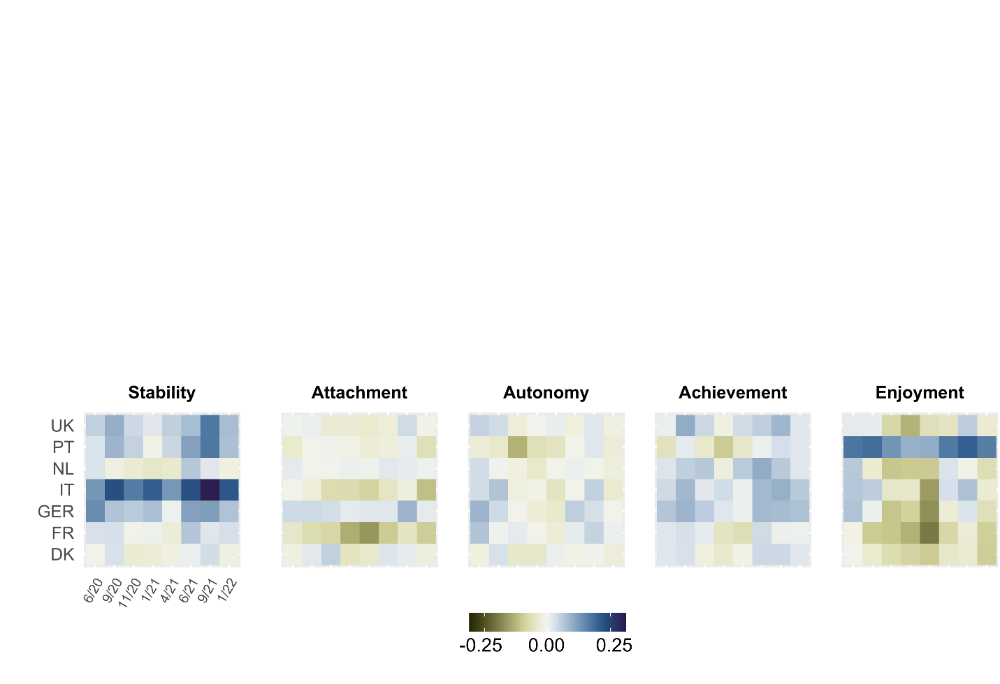 Stability Attachment Autonomy Achievement Enjoyment
UK
PT
NL
IT
GER
FR
DK
6/20 9/20 11/20 1/21 4/21 6/21 9/21 1/22
-0.25 0.00 0.25